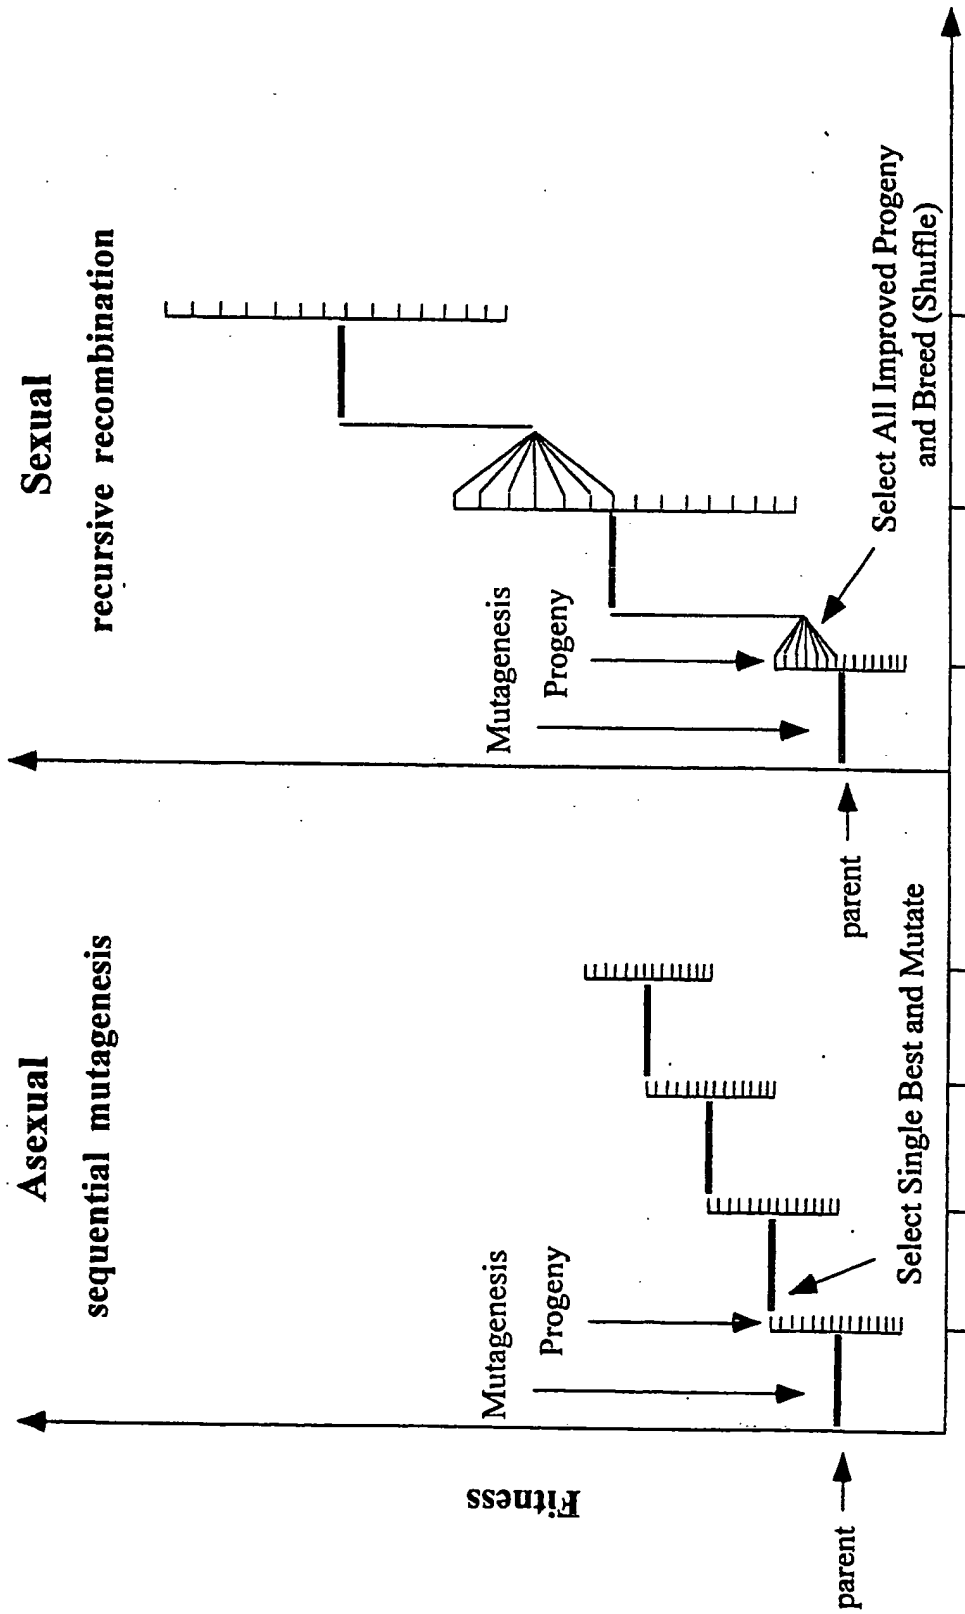 Asexual
sequential mutagenesis
Fitness
Mutagenesis
Progeny
parent
Select Single Best and Mutate
Sexual
recursive recombination
Mutagenesis
Progeny
parent
Select All Improved Progeny
and Breed (Shuffle)